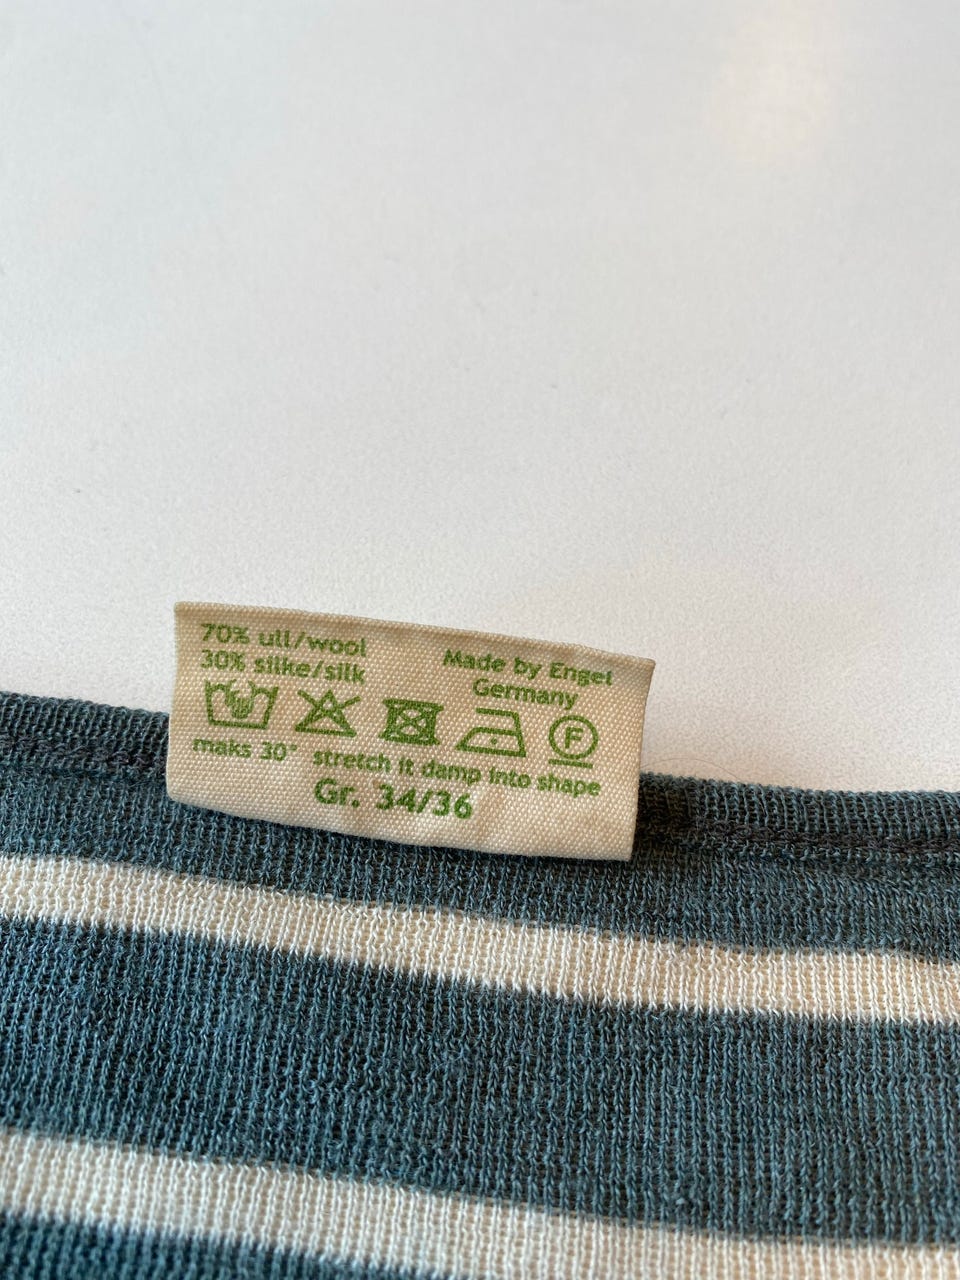 70% ull/wool
30% silke/silk
Made by Engel
Germany
F
maks 30° stretch it damp into shape
Gr. 34/36